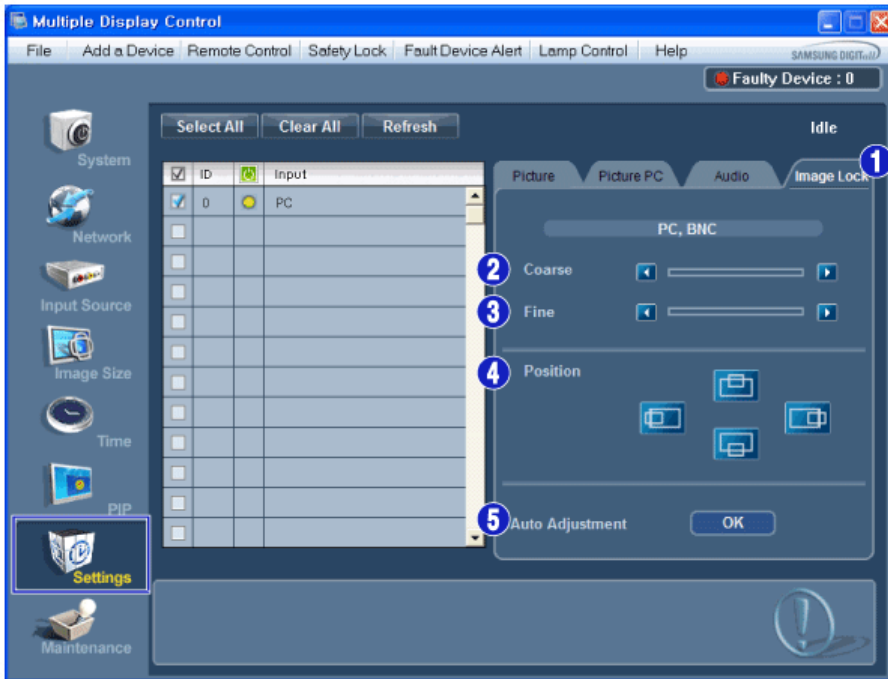 Multiple Display Control
File Add a Device Remote Control Safety Lock Fault Device Alert Lamp Control Help SAMSUNG DIGITall
Faulty Device : 0
Select All Clear All Refresh Idle
1
System
ID Input
Picture Picture PC Audio Image Lock
0 PC
PC, BNC
Network
2 Coarse
3 Fine
Input Source
4 Position
Image Size
Time
PIP
5 Auto Adjustment OK
Settings
Maintenance